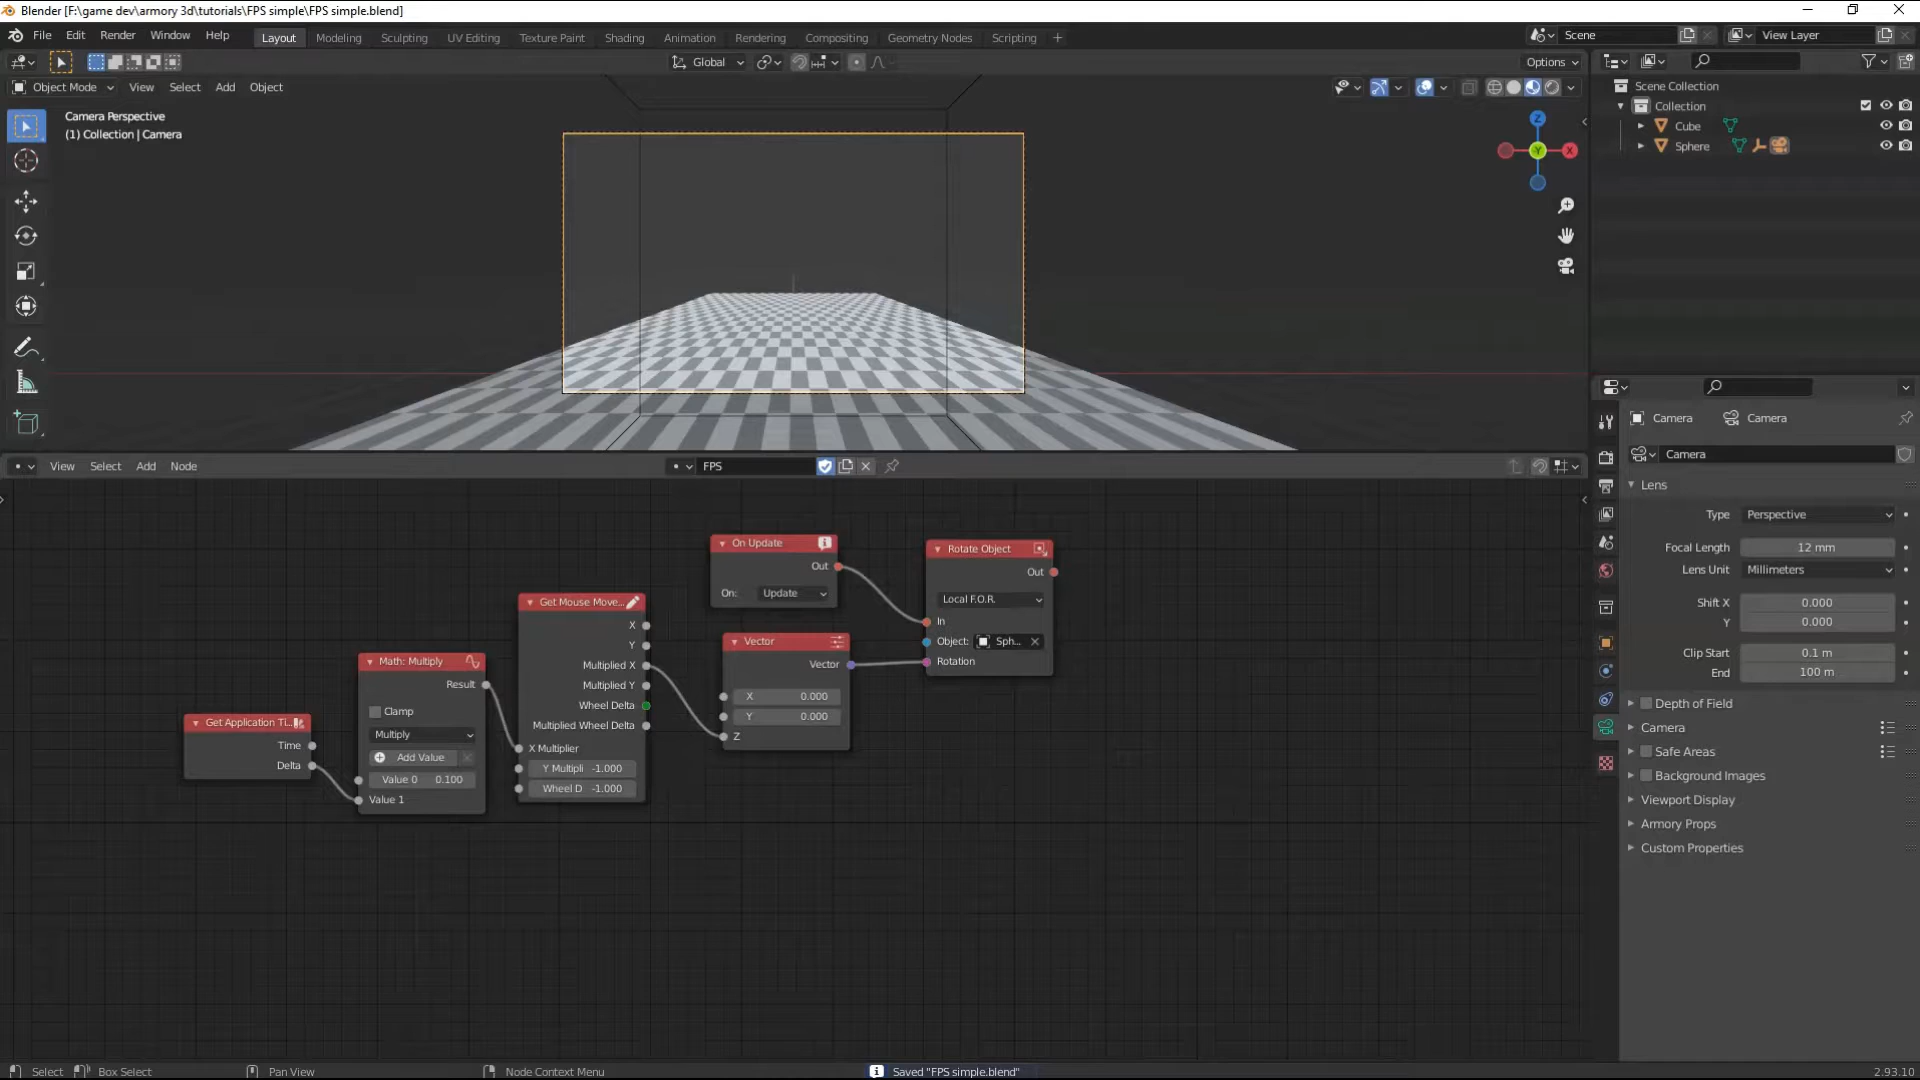 Blender [F:\game dev\armory 3d\tutorials\FPS simple\FPS simple.blend]
File Edit Render Window Help Layout Modeling Sculpting UV Editing Texture Paint Shading Animation Rendering Compositing Geometry Nodes Scripting + Scene View Layer
Global Options
Object Mode View Select Add Object
Camera Perspective
(1) Collection | Camera
Z
Y
X
Scene Collection
Collection
Cube
Sphere
Camera Camera
Camera
Lens
Type Perspective
Focal Length 12 mm
Lens Unit Millimeters
Shift X 0.000
Y 0.000
Clip Start 0.1 m
End 100 m
Depth of Field
Camera
Safe Areas
Background Images
Viewport Display
Armory Props
Custom Properties
View Select Add Node FPS
Get Application TI...
Time
Delta
Math: Multiply
Result
Clamp
Multiply
Add Value
Value 0 0.100
Value 1
Get Mouse Move...
X
Y
Multiplied X
Multiplied Y
Wheel Delta
Multiplied Wheel Delta
X Multiplier
Y Multipli -1.000
Wheel D -1.000
On Update
Out
On: Update
Vector
Vector
X 0.000
Y 0.000
Z
Rotate Object
Out
Local F.O.R.
In
Object: Sph...
Rotation
Select Box Select Pan View Node Context Menu Saved "FPS simple.blend" 2.93.10